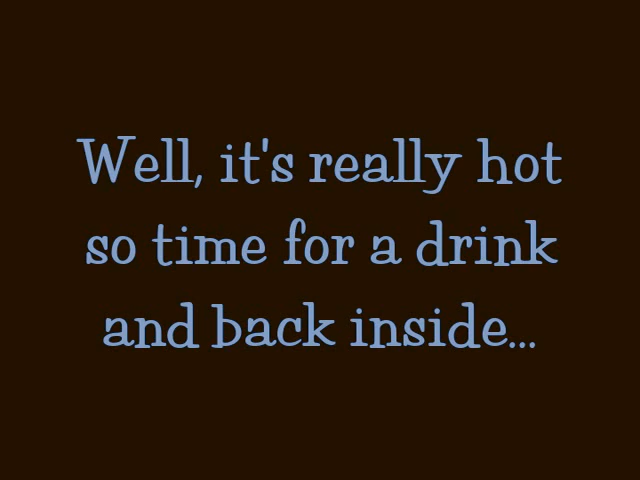 Well, it's really hot
so time for a drink
and back inside...